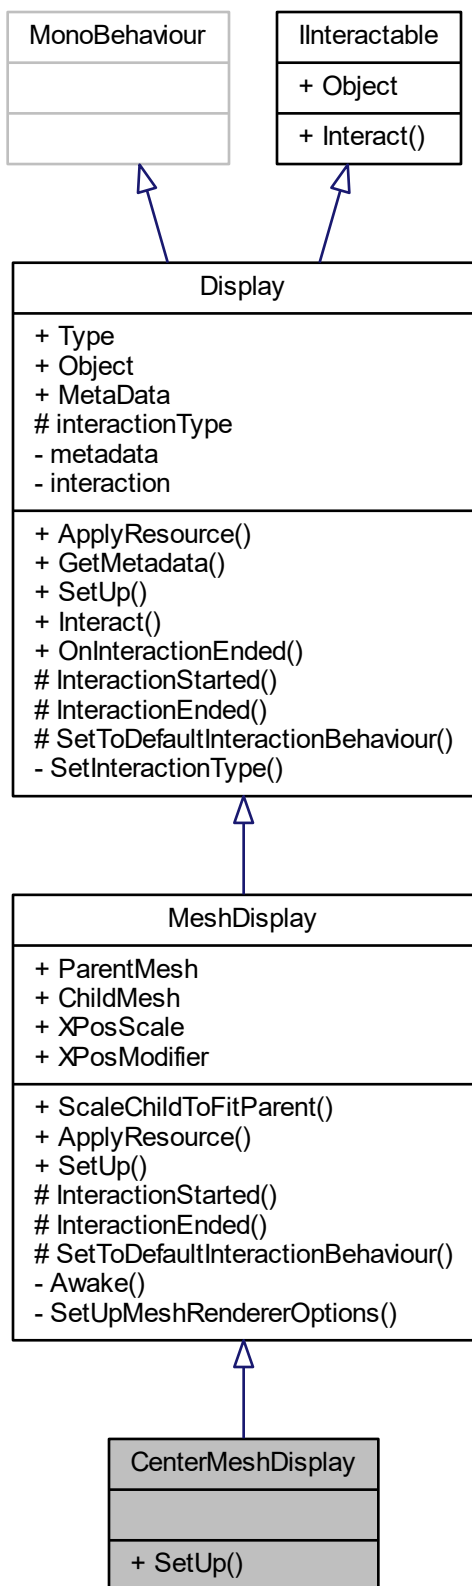 MonoBehaviour
IInteractable
+ Object
+ Interact()
Display
+ Type
+ Object
+ MetaData
# interactionType
- metadata
- interaction
+ ApplyResource()
+ GetMetadata()
+ SetUp()
+ Interact()
+ OnInteractionEnded()
# InteractionStarted()
# InteractionEnded()
# SetToDefaultInteractionBehaviour()
- SetInteractionType()
MeshDisplay
+ ParentMesh
+ ChildMesh
+ XPosScale
+ XPosModifier
+ ScaleChildToFitParent()
+ ApplyResource()
+ SetUp()
# InteractionStarted()
# InteractionEnded()
# SetToDefaultInteractionBehaviour()
- Awake()
- SetUpMeshRendererOptions()
CenterMeshDisplay
+ SetUp()